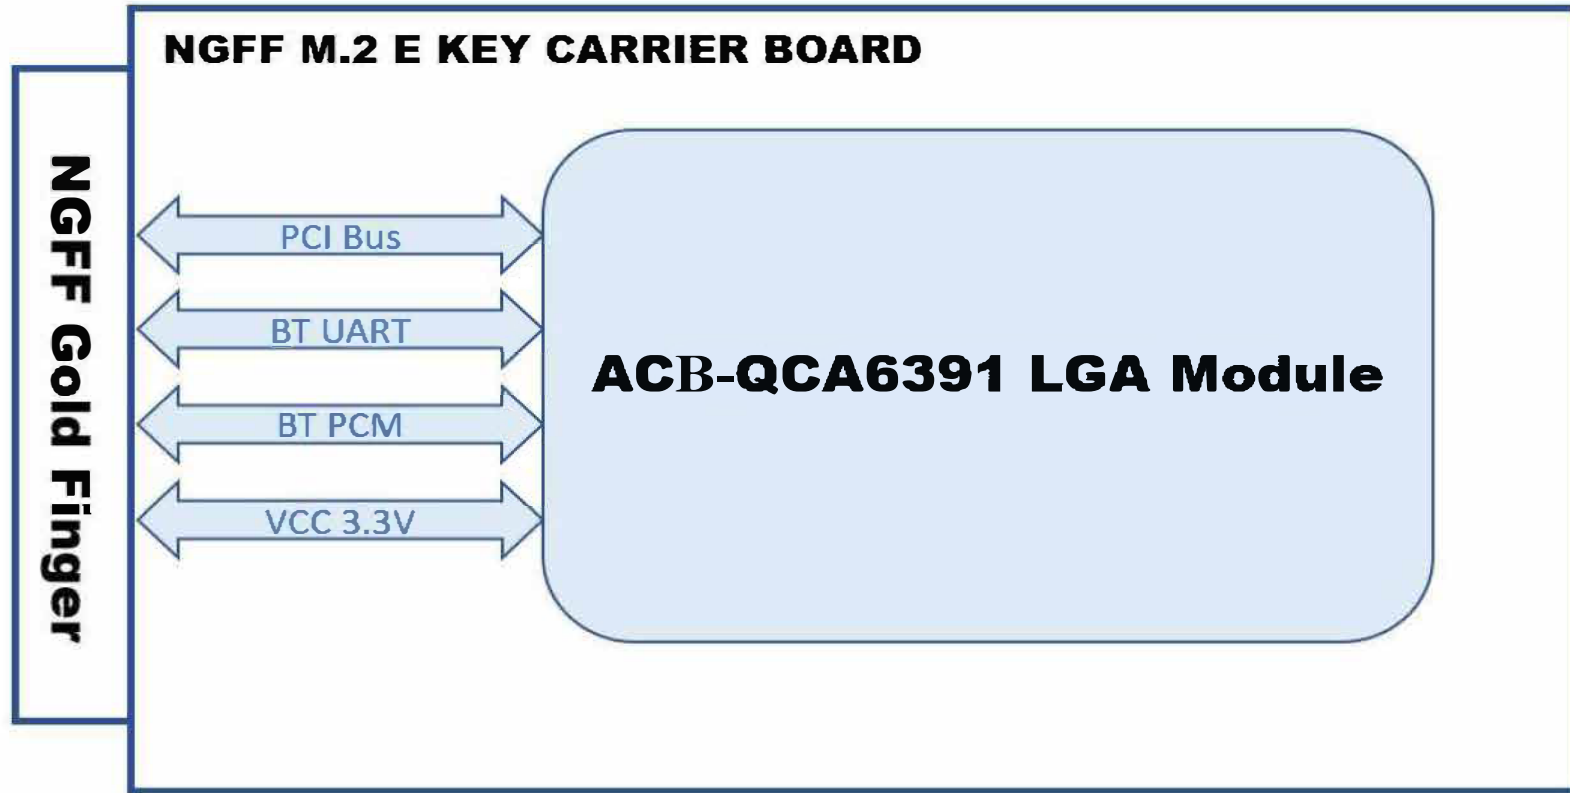 NGFF M.2 E KEY CARRIER BOARD
NGFF Gold Finger
PCI Bus
BT UART
BT PCM
VCC 3.3V
ACB-QCA6391 LGA Module